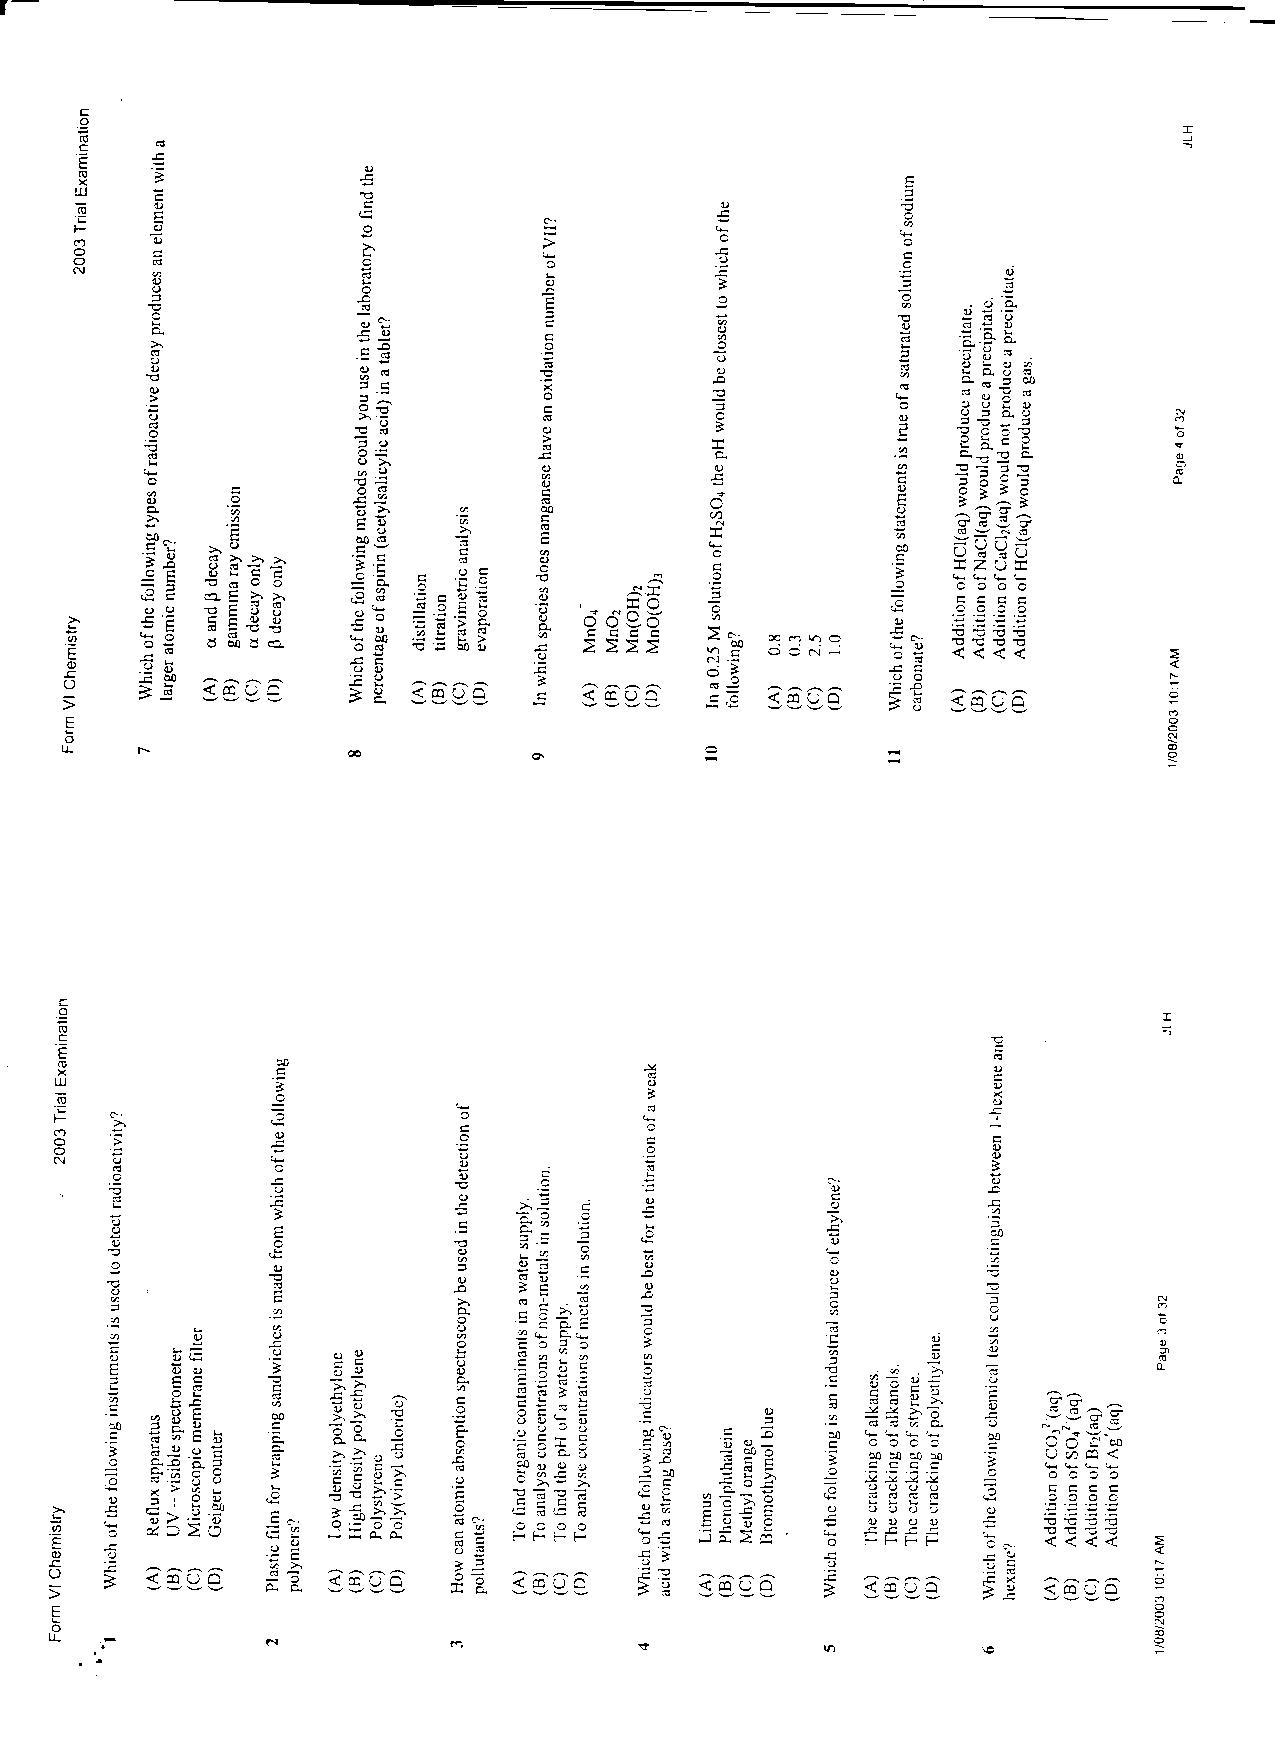 Form VI Chemistry 2003 Trial Examination
1 Which of the following instruments is used to detect radioactivity?
(A) Reflux apparatus
(B) UV -- visible spectrometer
(C) Microscopic membrane filter
(D) Geiger counter
2 Plastic film for wrapping sandwiches is made from which of the following
polymers?
(A) Low density polyethylene
(B) High density polyethylene
(C) Polystyrene
(D) Poly(vinyl chloride)
3 How can atomic absorption spectroscopy be used in the detection of
pollutants?
(A) To find organic contaminants in a water supply.
(B) To analyse concentrations of non-metals in solution.
(C) To find the pH of a water supply.
(D) To analyse concentrations of metals in solution.
4 Which of the following indicators would be best for the titration of a weak
acid with a strong base?
(A) Litmus
(B) Phenolphthalein
(C) Methyl orange
(D) Bromothymol blue
5 Which of the following is an industrial source of ethylene?
(A) The cracking of alkanes.
(B) The cracking of alkanols.
(C) The cracking of styrene.
(D) The cracking of polyethylene.
6 Which of the following chemical tests could distinguish between 1-hexene and
hexane?
(A) Addition of CO₃²⁻(aq)
(B) Addition of SO₄²⁻(aq)
(C) Addition of Br₂(aq)
(D) Addition of Ag⁺(aq)
1/08/2003 10:17 AM Page 3 of 32 JLH
Form VI Chemistry 2003 Trial Examination
7 Which of the following types of radioactive decay produces an element with a
larger atomic number?
(A) α and β decay
(B) gamma ray emission
(C) α decay only
(D) β decay only
8 Which of the following methods could you use in the laboratory to find the
percentage of aspirin (acetylsalicylic acid) in a tablet?
(A) distillation
(B) titration
(C) gravimetric analysis
(D) evaporation
9 In which species does manganese have an oxidation number of VII?
(A) MnO₄⁻
(B) MnO₂
(C) Mn(OH)₂
(D) MnO(OH)₃
10 In a 0.25 M solution of H₂SO₄ the pH would be closest to which of the
following?
(A) 0.8
(B) 0.3
(C) 2.5
(D) 1.0
11 Which of the following statements is true of a saturated solution of sodium
carbonate?
(A) Addition of HCl(aq) would produce a precipitate.
(B) Addition of NaCl(aq) would produce a precipitate.
(C) Addition of CaCl₂(aq) would not produce a precipitate.
(D) Addition of HCl(aq) would produce a gas.
1/08/2003 10:17 AM Page 4 of 32 JLH